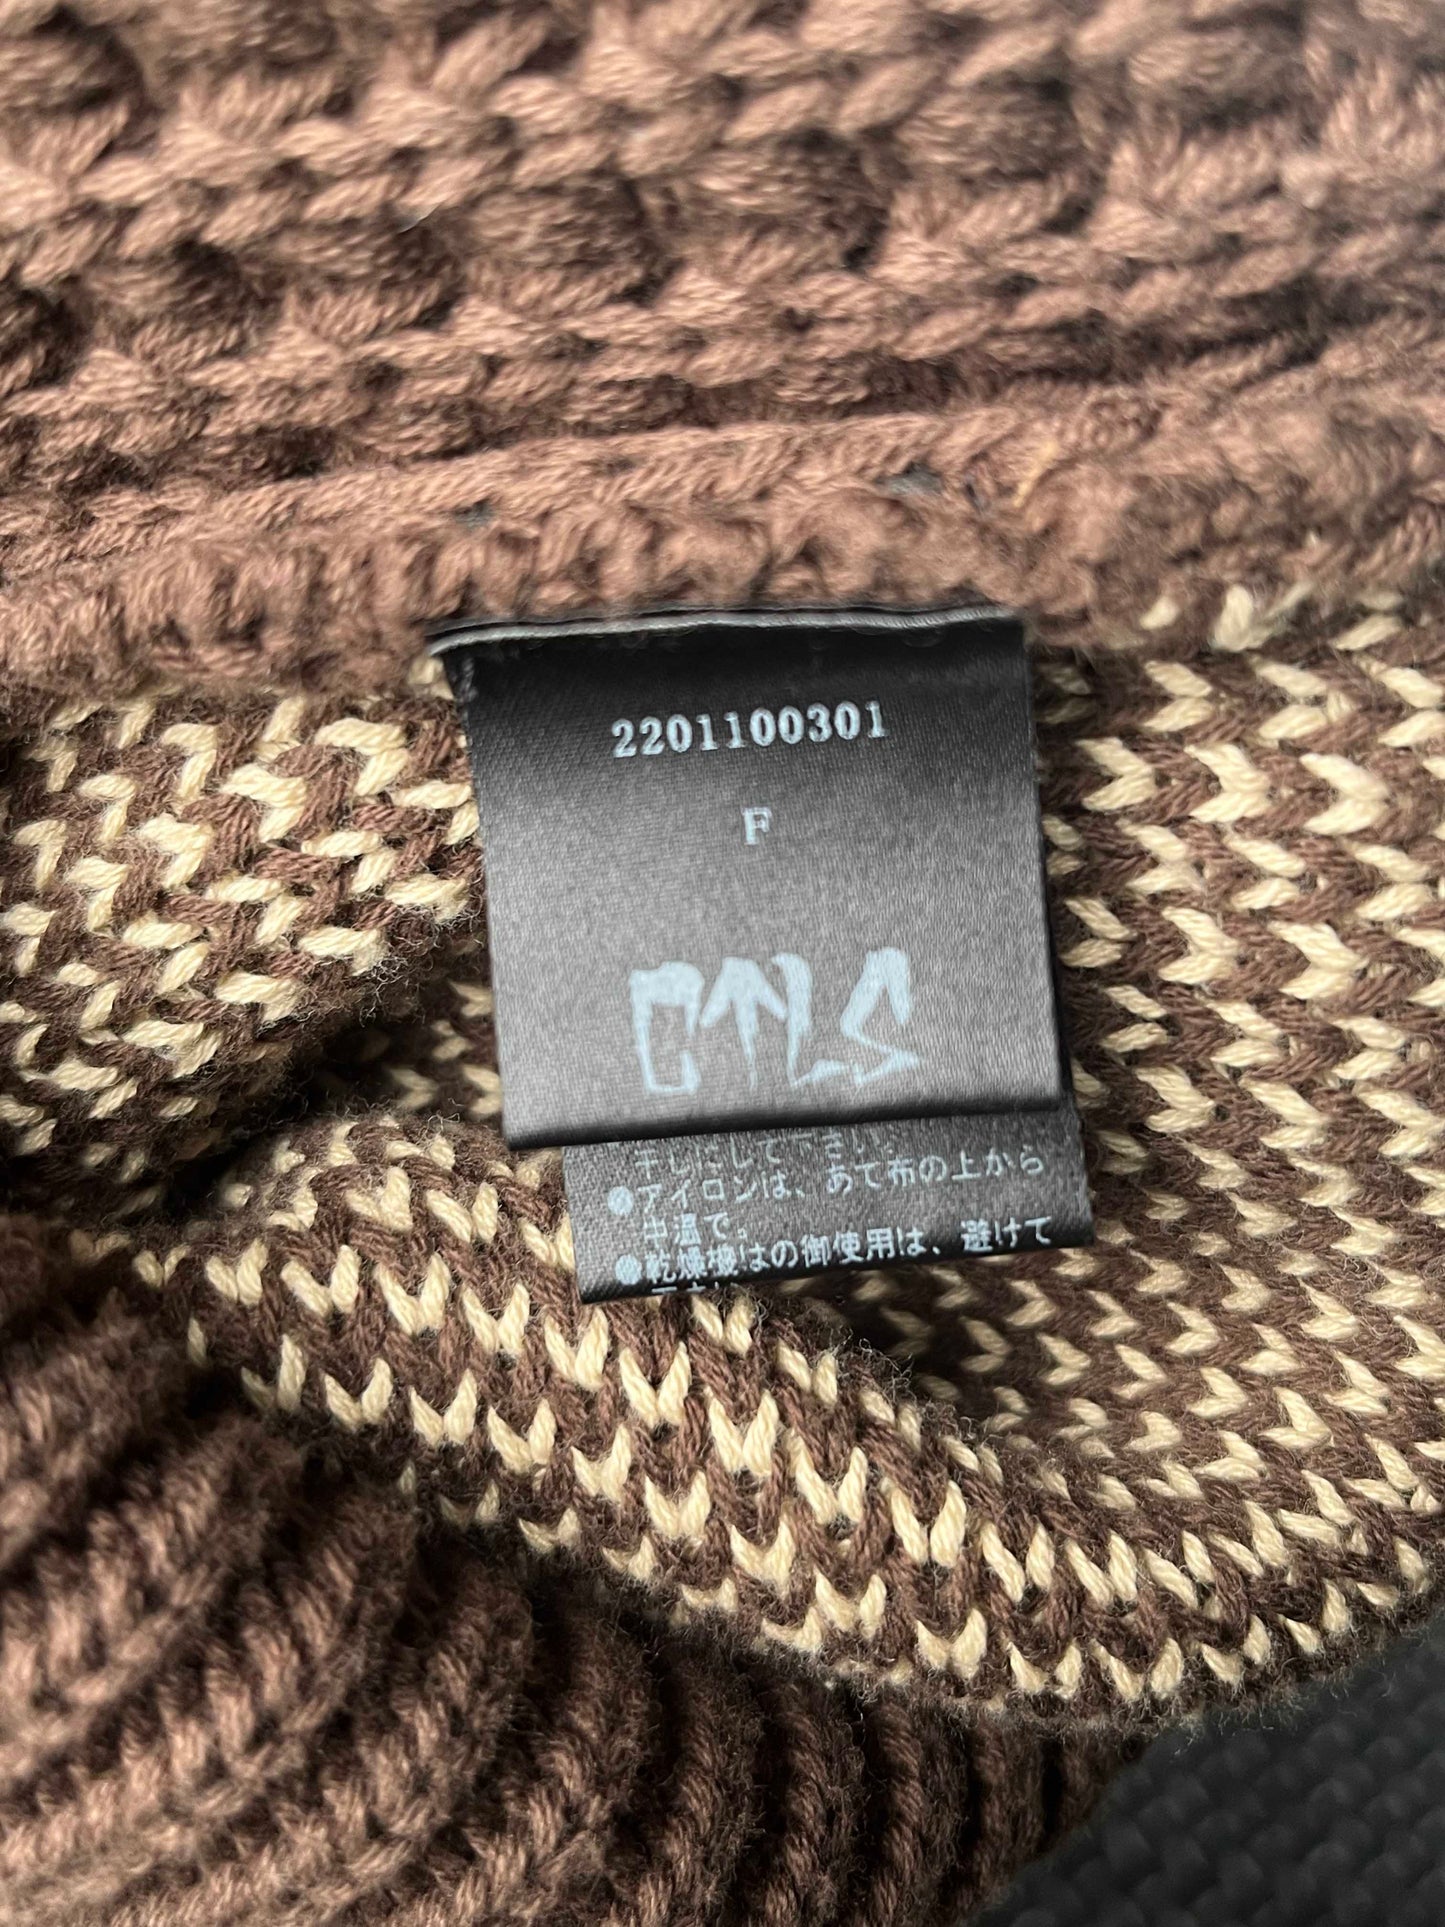 2201100301
F
CTLS
干しにして下さい。
●アイロンは、あて布の上から
中温で。
●乾燥機はの御使用は、避けて